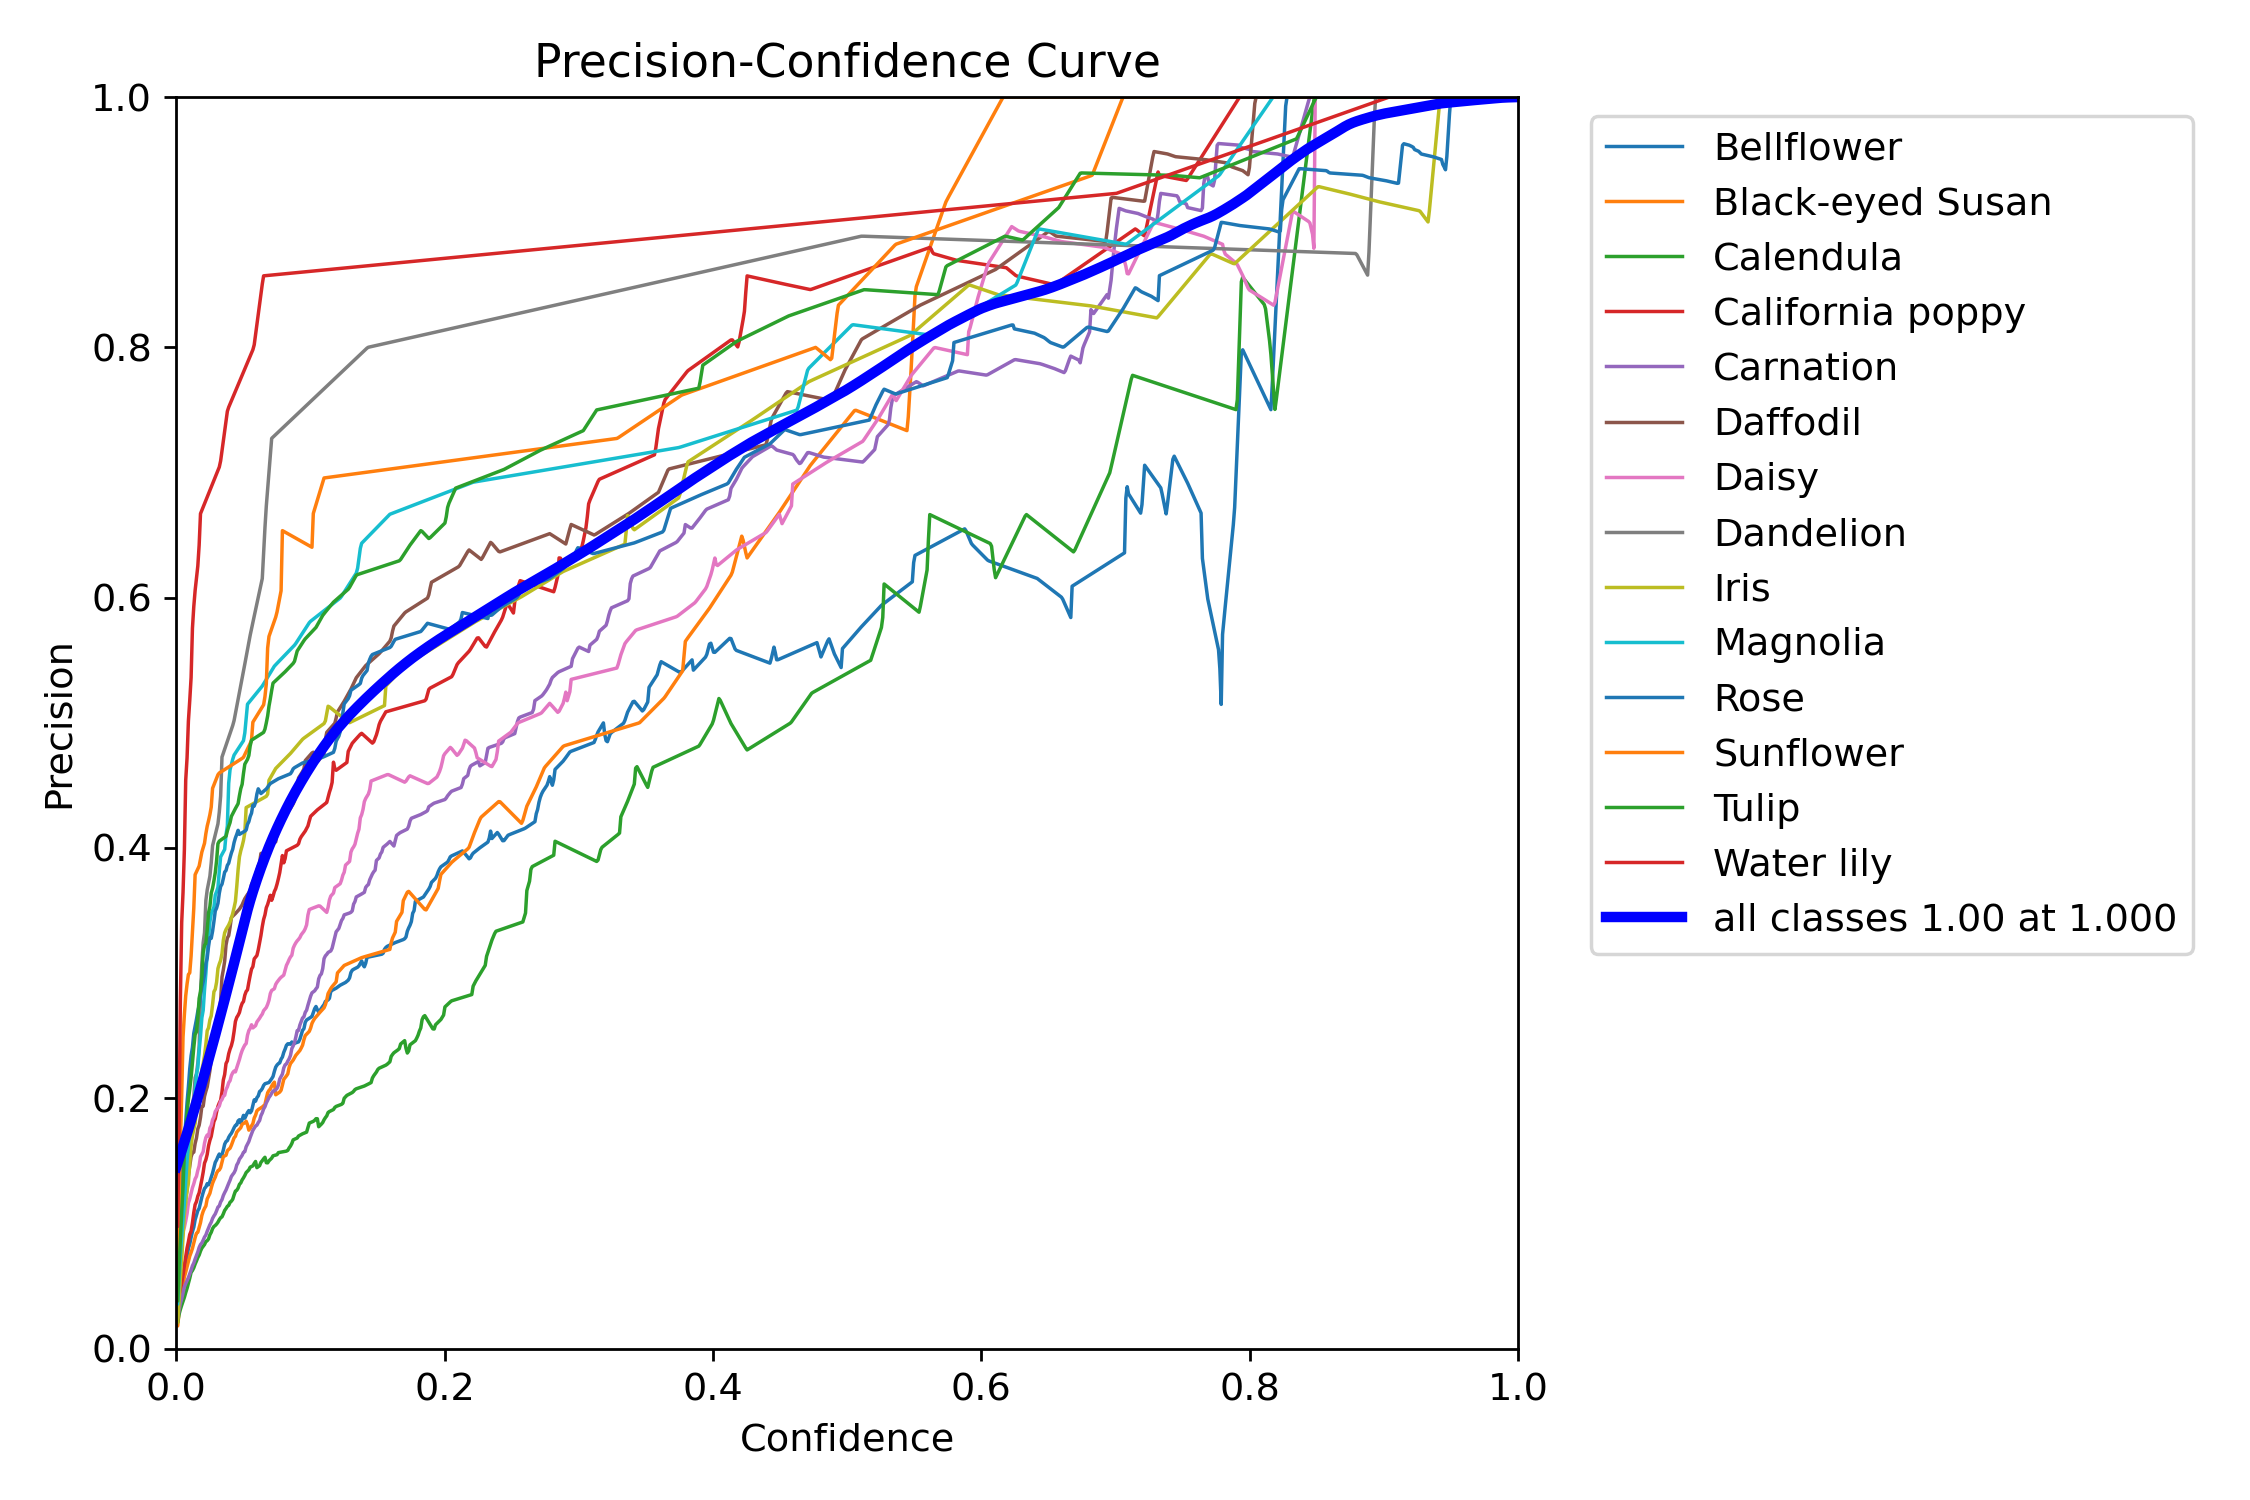 Precision-Confidence Curve
1.0
0.8
0.6
0.4
0.2
0.0
Precision
0.0 0.2 0.4 0.6 0.8 1.0
Confidence
Bellflower
Black-eyed Susan
Calendula
California poppy
Carnation
Daffodil
Daisy
Dandelion
Iris
Magnolia
Rose
Sunflower
Tulip
Water lily
all classes 1.00 at 1.000